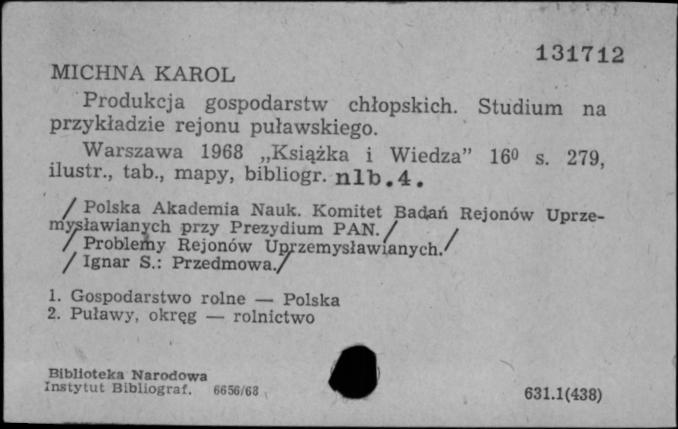 131712
MICHNA KAROL
Produkcja gospodarstw chłopskich. Studium na
przykładzie rejonu puławskiego.
Warszawa 1968 „Książka i Wiedza” 16⁰ s. 279,
ilustr., tab., mapy, bibliogr. nlb.4.
/ Polska Akademia Nauk. Komitet Badań Rejonów Uprze-
mysławianych przy Prezydium PAN. /
/ Problemy Rejonów Uprzemysławianych. /
/ Ignar S.: Przedmowa. /
1. Gospodarstwo rolne — Polska
2. Puławy, okręg — rolnictwo
Biblioteka Narodowa
Instytut Bibliograf. 6656/68
631.1(438)